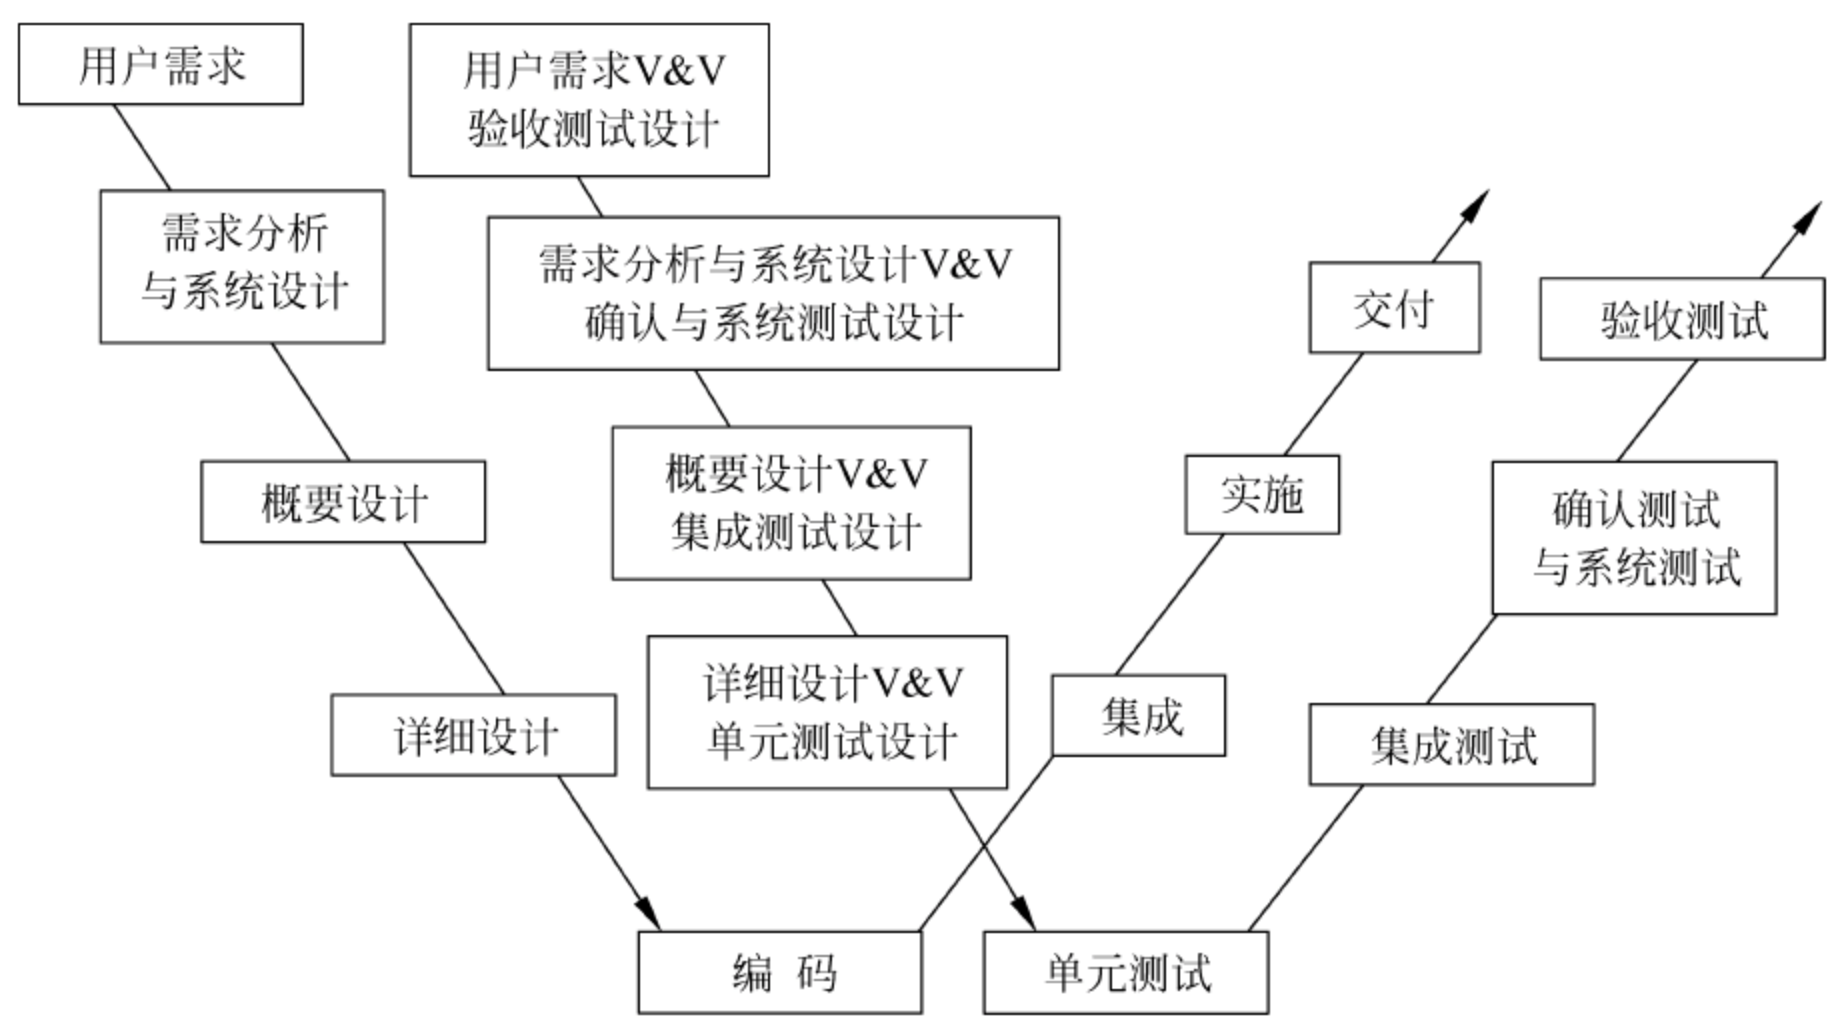 用户需求
用户需求V&V
验收测试设计
需求分析
与系统设计
需求分析与系统设计V&V
确认与系统测试设计
交付
验收测试
概要设计
概要设计V&V
集成测试设计
实施
确认测试
与系统测试
详细设计
详细设计V&V
单元测试设计
集成
集成测试
编 码
单元测试